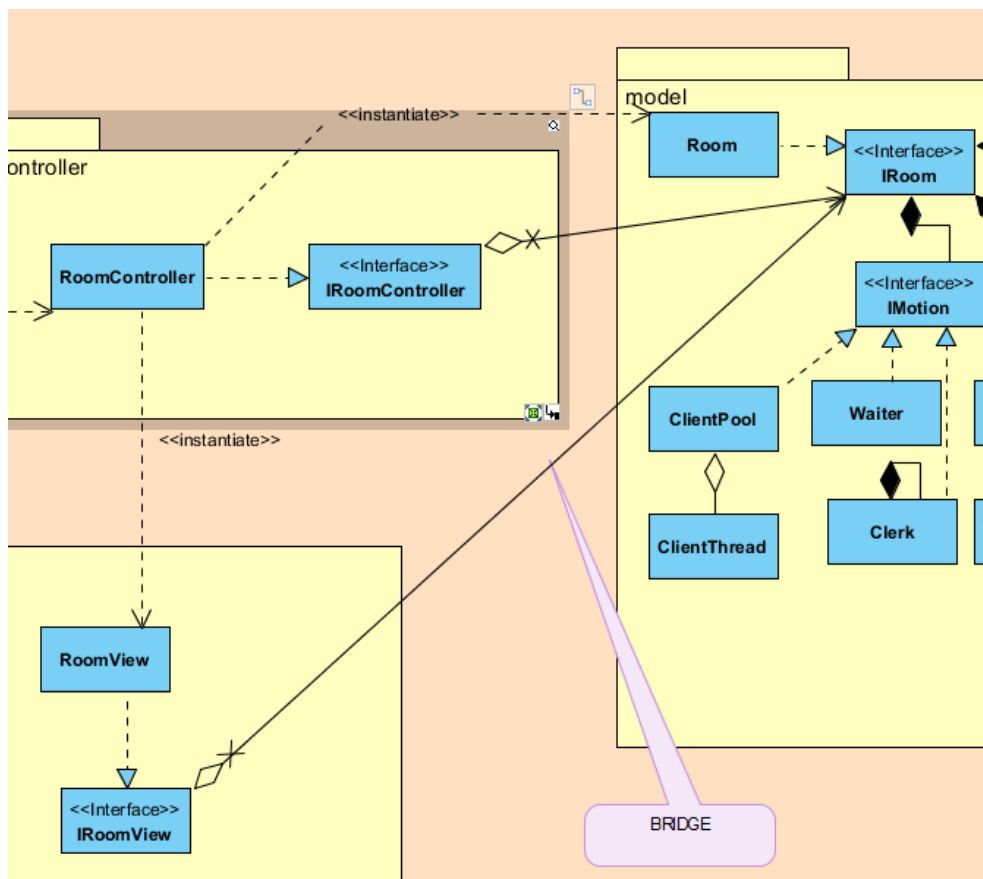 <<instantiate>>
model
Room
<<Interface>>
IRoom
ontroller
RoomController
<<Interface>>
IRoomController
<<Interface>>
IMotion
ClientPool
Waiter
<<instantiate>>
ClientThread
Clerk
RoomView
<<Interface>>
IRoomView
BRIDGE